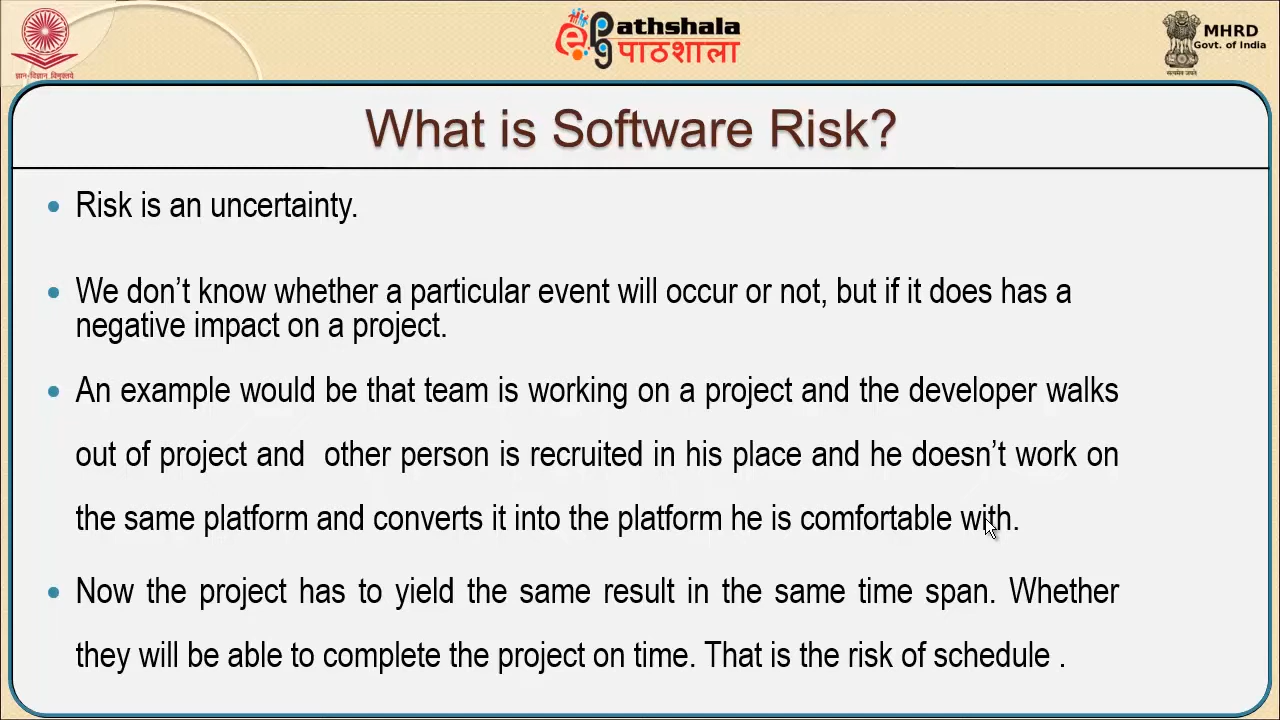 ज्ञान-विज्ञान विमुक्तये
ePathshala
पाठशाला
MHRD
Govt. of India
सत्यमेव जयते
What is Software Risk?
• Risk is an uncertainty.
• We don’t know whether a particular event will occur or not, but if it does has a
negative impact on a project.
• An example would be that team is working on a project and the developer walks
out of project and other person is recruited in his place and he doesn’t work on
the same platform and converts it into the platform he is comfortable with.
• Now the project has to yield the same result in the same time span. Whether
they will be able to complete the project on time. That is the risk of schedule .